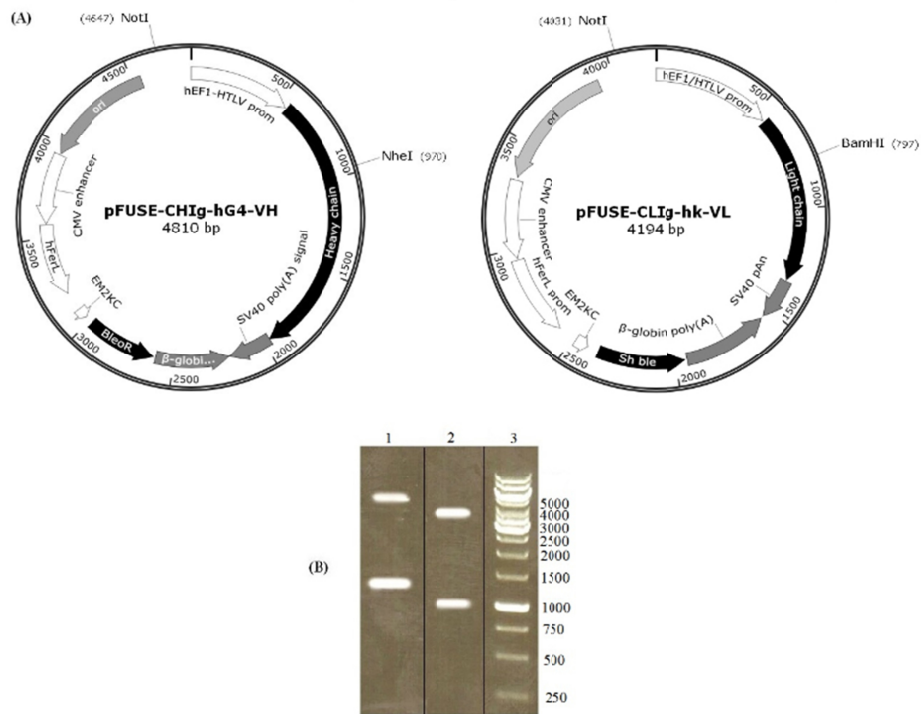 (A)
(4647) NotI
4500
500
hEF1-HTLV prom
ori
4000
1000
NheI (970)
CMV enhancer
pFUSE-CHIg-hG4-VH
4810 bp
Heavy chain
3500
hFerL
SV40 poly(A) signal
1500
EM2KC
3000
BleoR
β-globi...
2000
2500
(4031) NotI
4000
hEF1/HTLV prom
500
ori
BamHI (797)
3500
Light chain
1000
CMV enhancer
pFUSE-CLIg-hk-VL
4194 bp
3000
hFerL prom
SV40 pAn
EM2KC
β-globin poly(A)
1500
2500
Sh ble
2000
1 2 3
(B)
5000
4000
3000
2500
2000
1500
1000
750
500
250